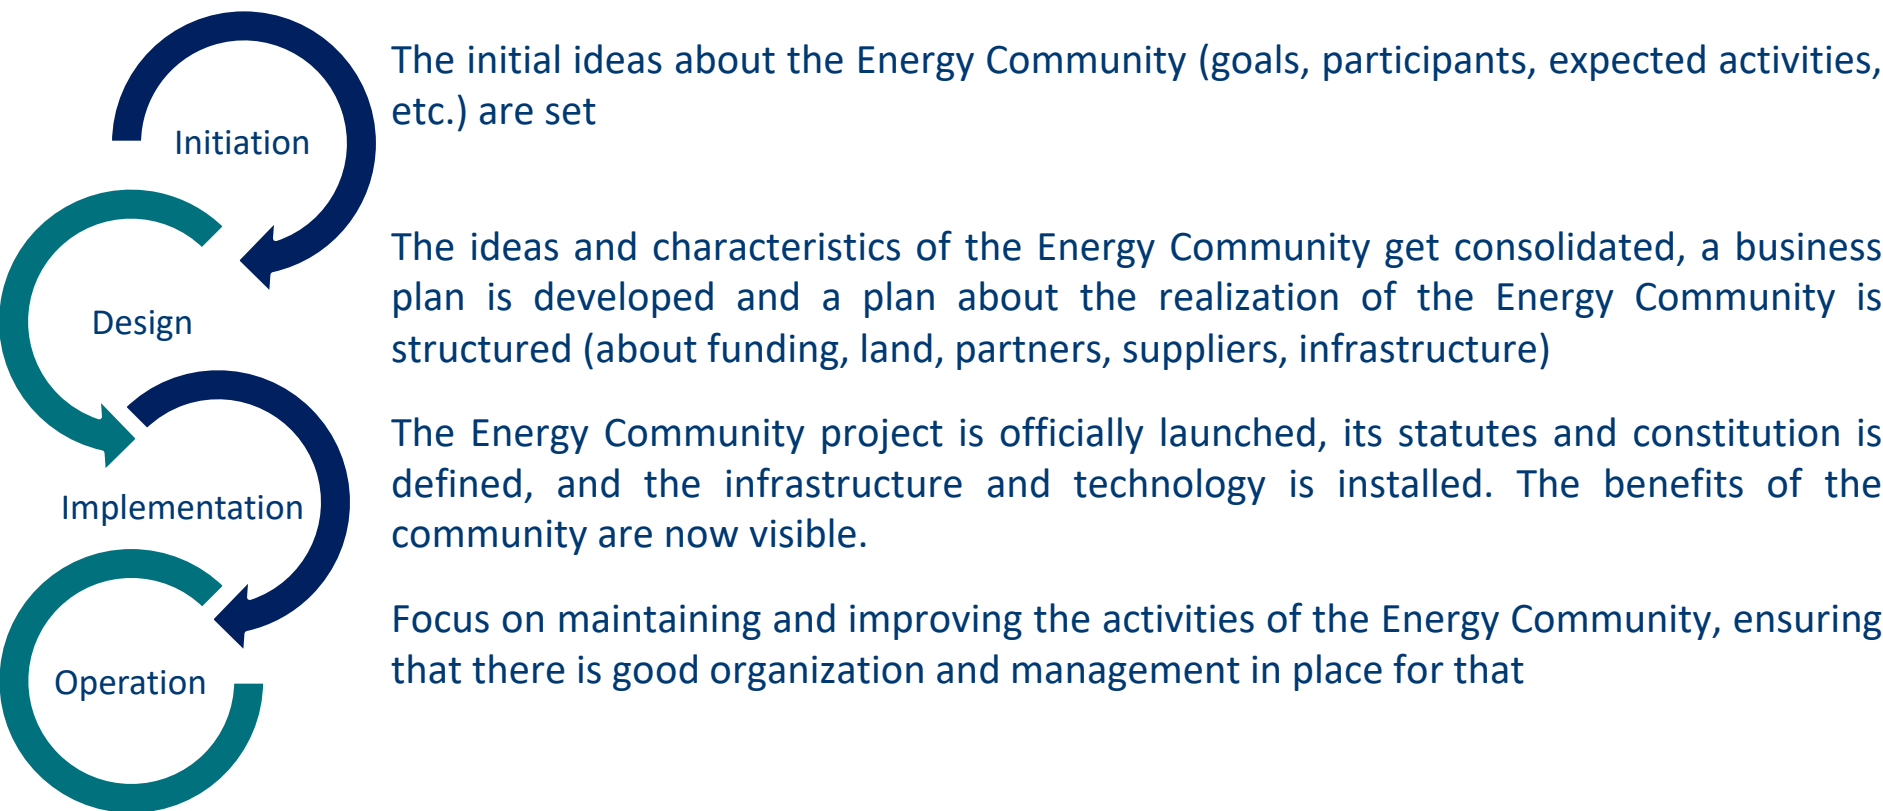 Initiation
The initial ideas about the Energy Community (goals, participants, expected activities,
etc.) are set
Design
The ideas and characteristics of the Energy Community get consolidated, a business
plan is developed and a plan about the realization of the Energy Community is
structured (about funding, land, partners, suppliers, infrastructure)
Implementation
The Energy Community project is officially launched, its statutes and constitution is
defined, and the infrastructure and technology is installed. The benefits of the
community are now visible.
Operation
Focus on maintaining and improving the activities of the Energy Community, ensuring
that there is good organization and management in place for that